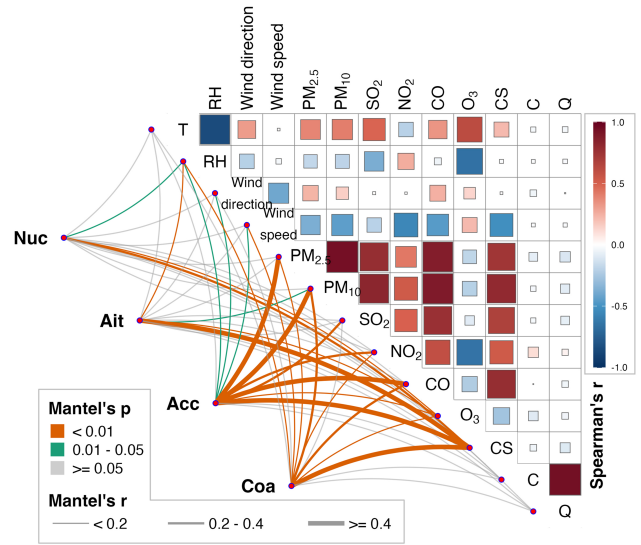 RH Wind direction Wind speed PM2.5 PM10 SO2 NO2 CO O3 CS C Q
T
RH
Wind
direction
Wind
speed
PM2.5
PM10
SO2
NO2
CO
O3
CS
C
Q
Nuc
Ait
Acc
Coa
1.0
0.5
0.0
-0.5
-1.0
Spearman's r
Mantel's p
< 0.01
0.01 - 0.05
>= 0.05
Mantel's r
< 0.2 0.2 - 0.4 >= 0.4